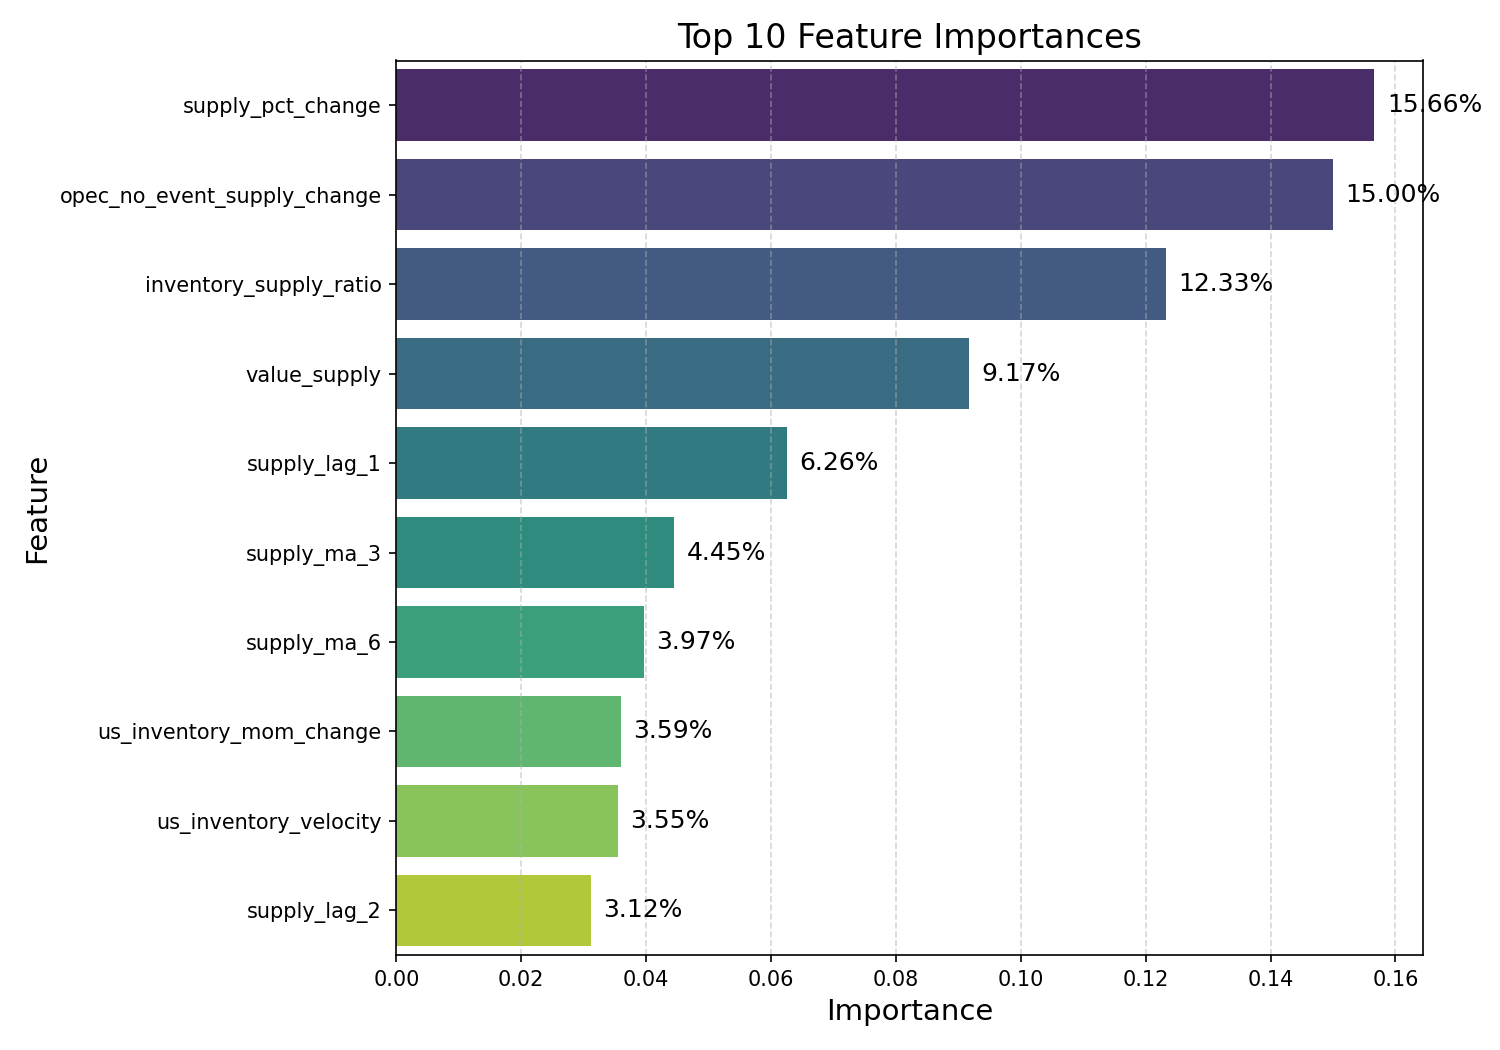 Top 10 Feature Importances
supply_pct_change 15.66%
opec_no_event_supply_change 15.00%
inventory_supply_ratio 12.33%
value_supply 9.17%
supply_lag_1 6.26%
supply_ma_3 4.45%
supply_ma_6 3.97%
us_inventory_mom_change 3.59%
us_inventory_velocity 3.55%
supply_lag_2 3.12%
Feature
0.00 0.02 0.04 0.06 0.08 0.10 0.12 0.14 0.16
Importance